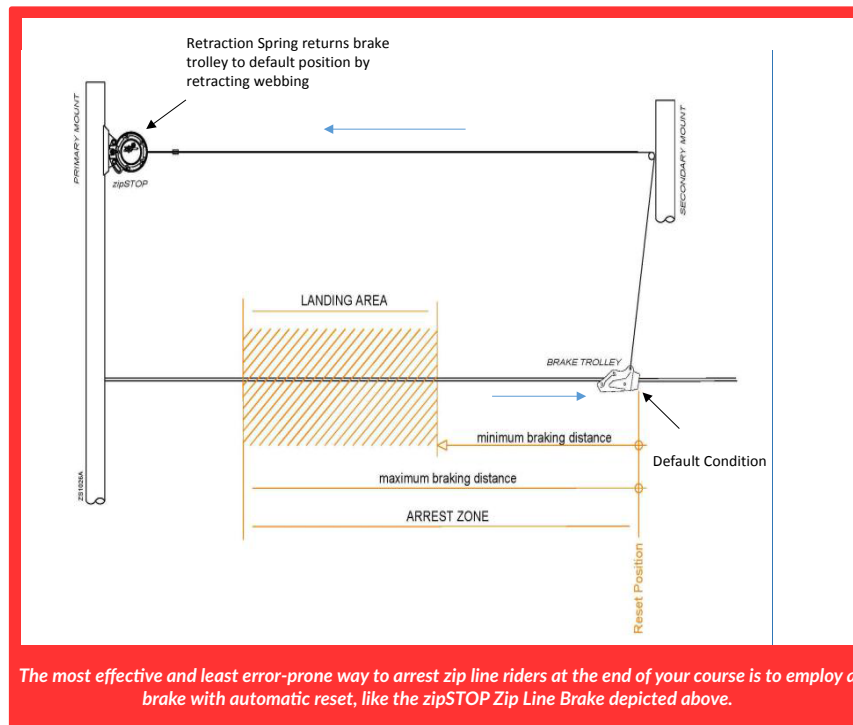 Retraction Spring returns brake
trolley to default position by
retracting webbing
PRIMARY MOUNT
zipSTOP
SECONDARY MOUNT
LANDING AREA
BRAKE TROLLEY
minimum braking distance
Default Condition
maximum braking distance
ARREST ZONE
ZS1026A
Reset Position
The most effective and least error-prone way to arrest zip line riders at the end of your course is to employ a
brake with automatic reset, like the zipSTOP Zip Line Brake depicted above.